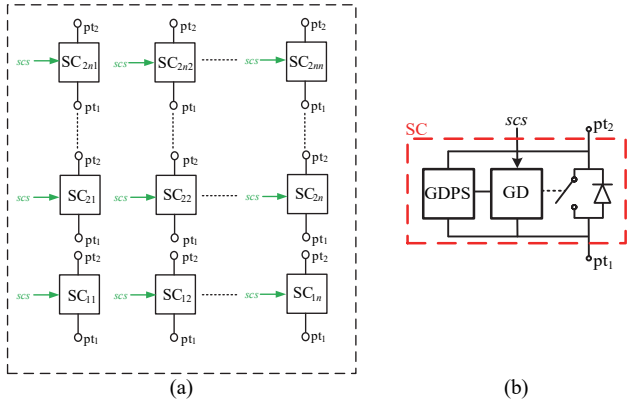 pt2 pt2 pt2
scs SC2n1 scs SC2n2 scs SC2nn
pt1 pt1 pt1
pt2 pt2 pt2
scs SC21 scs SC22 scs SC2n
pt1 pt1 pt1
pt2 pt2 pt2
scs SC11 scs SC12 scs SC1n
pt1 pt1 pt1
(a)
scs
SC pt2
GDPS GD
pt1
(b)